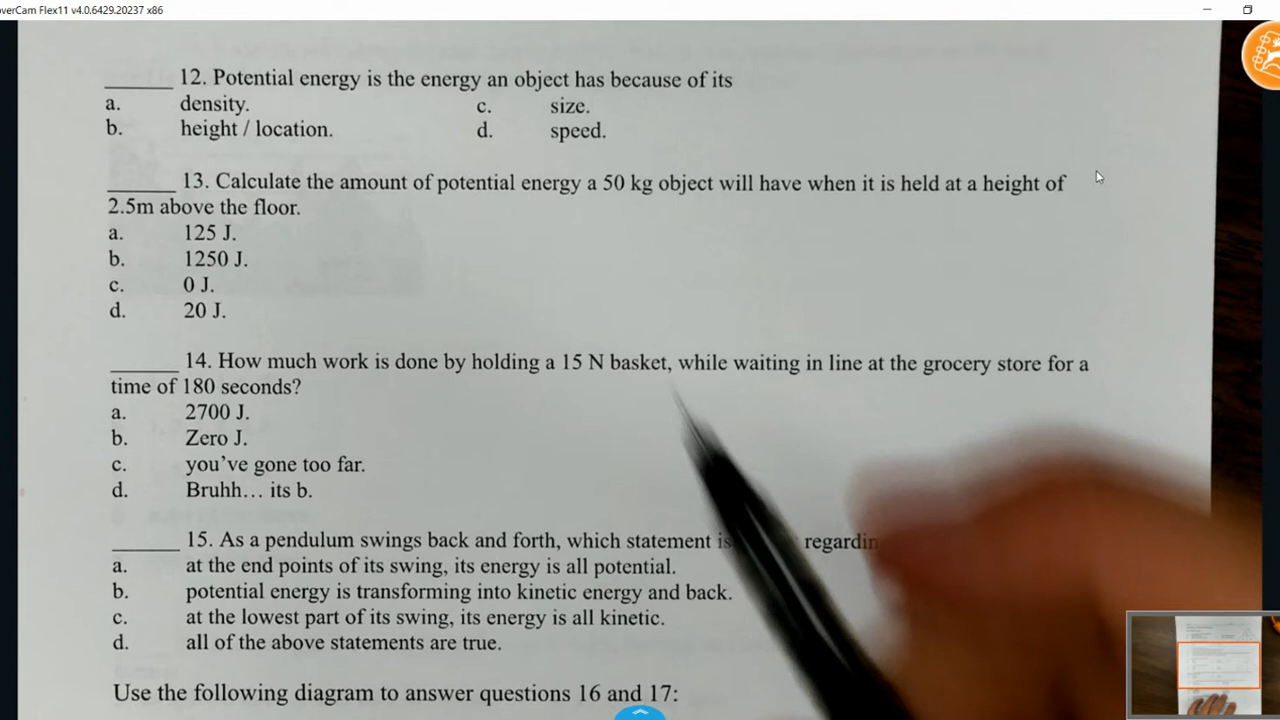 overCam Flex11 v4.0.6429.20237 x86
______ 12. Potential energy is the energy an object has because of its
a. density. c. size.
b. height / location. d. speed.
______ 13. Calculate the amount of potential energy a 50 kg object will have when it is held at a height of
2.5m above the floor.
a. 125 J.
b. 1250 J.
c. 0 J.
d. 20 J.
______ 14. How much work is done by holding a 15 N basket, while waiting in line at the grocery store for a
time of 180 seconds?
a. 2700 J.
b. Zero J.
c. you've gone too far.
d. Bruhh… its b.
______ 15. As a pendulum swings back and forth, which statement is regardin
a. at the end points of its swing, its energy is all potential.
b. potential energy is transforming into kinetic energy and back.
c. at the lowest part of its swing, its energy is all kinetic.
d. all of the above statements are true.
Use the following diagram to answer questions 16 and 17: